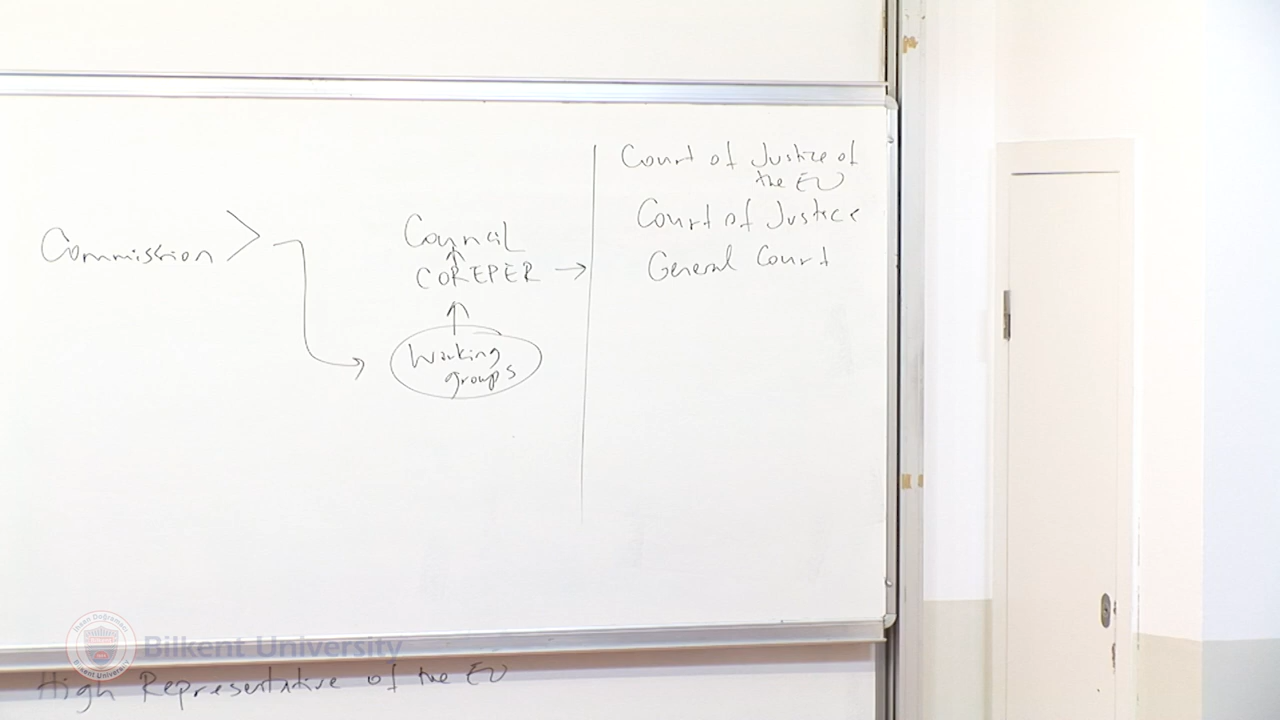 Commission
Council
COREPER
Working
groups
Court of Justice of
the EU
Court of Justice
General Court
Bilkent University
High Representative of the EU